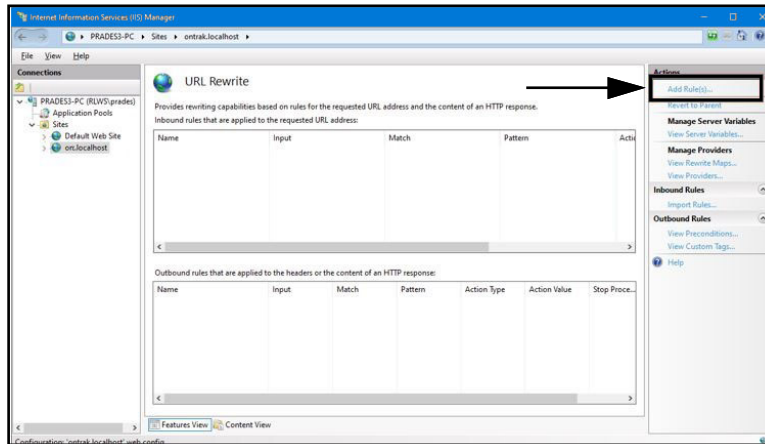 Internet Information Services (IIS) Manager
PRADES3-PC
Sites
ontrak.localhost
File View Help
Connections
PRADES3-PC (RLWS\prades)
Application Pools
Sites
Default Web Site
on.localhost
URL Rewrite
Provides rewriting capabilities based on rules for the requested URL address and the content of an HTTP response.
Inbound rules that are applied to the requested URL address:
Name Input Match Pattern Actio
Outbound rules that are applied to the headers or the content of an HTTP response:
Name Input Match Pattern Action Type Action Value Stop Proce...
Features View Content View
Actions
Add Rule(s)...
Revert to Parent
Manage Server Variables
View Server Variables...
Manage Providers
View Rewrite Maps...
View Providers...
Inbound Rules
Import Rules...
Outbound Rules
View Preconditions...
View Custom Tags...
Help
Configuration: 'ontrak.localhost' web.config